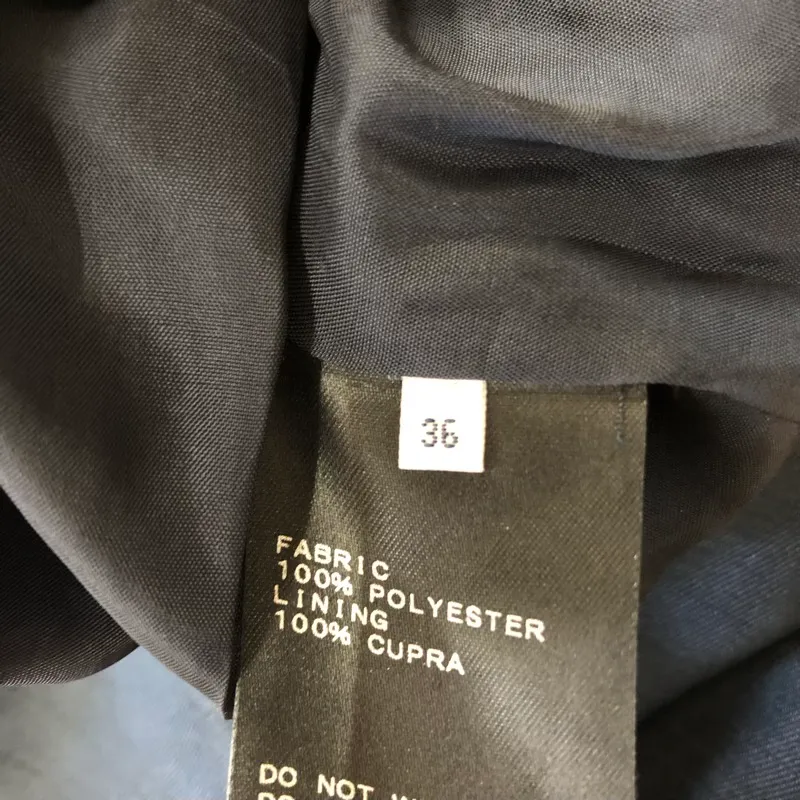 36
FABRIC
100% POLYESTER
LINING
100% CUPRA
DO NOT